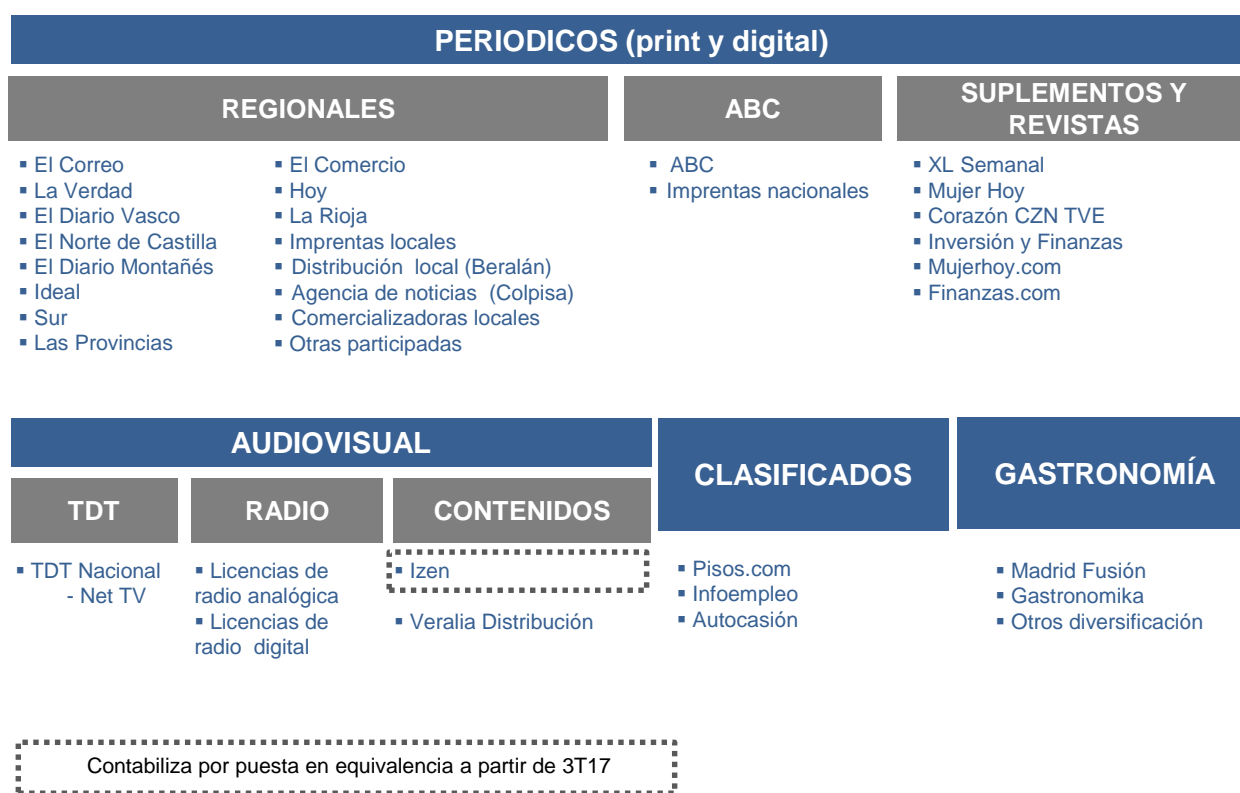 PERIODICOS (print y digital)
REGIONALES
▪ El Correo
▪ La Verdad
▪ El Diario Vasco
▪ El Norte de Castilla
▪ El Diario Montañés
▪ Ideal
▪ Sur
▪ Las Provincias
▪ El Comercio
▪ Hoy
▪ La Rioja
▪ Imprentas locales
▪ Distribución local (Beralán)
▪ Agencia de noticias (Colpisa)
▪ Comercializadoras locales
▪ Otras participadas
ABC
▪ ABC
▪ Imprentas nacionales
SUPLEMENTOS Y
REVISTAS
▪ XL Semanal
▪ Mujer Hoy
▪ Corazón CZN TVE
▪ Inversión y Finanzas
▪ Mujerhoy.com
▪ Finanzas.com
AUDIOVISUAL
TDT
▪ TDT Nacional
- Net TV
RADIO
▪ Licencias de
radio analógica
▪ Licencias de
radio digital
CONTENIDOS
▪ Izen
▪ Veralia Distribución
CLASIFICADOS
▪ Pisos.com
▪ Infoempleo
▪ Autocasión
GASTRONOMÍA
▪ Madrid Fusión
▪ Gastronomika
▪ Otros diversificación
Contabiliza por puesta en equivalencia a partir de 3T17